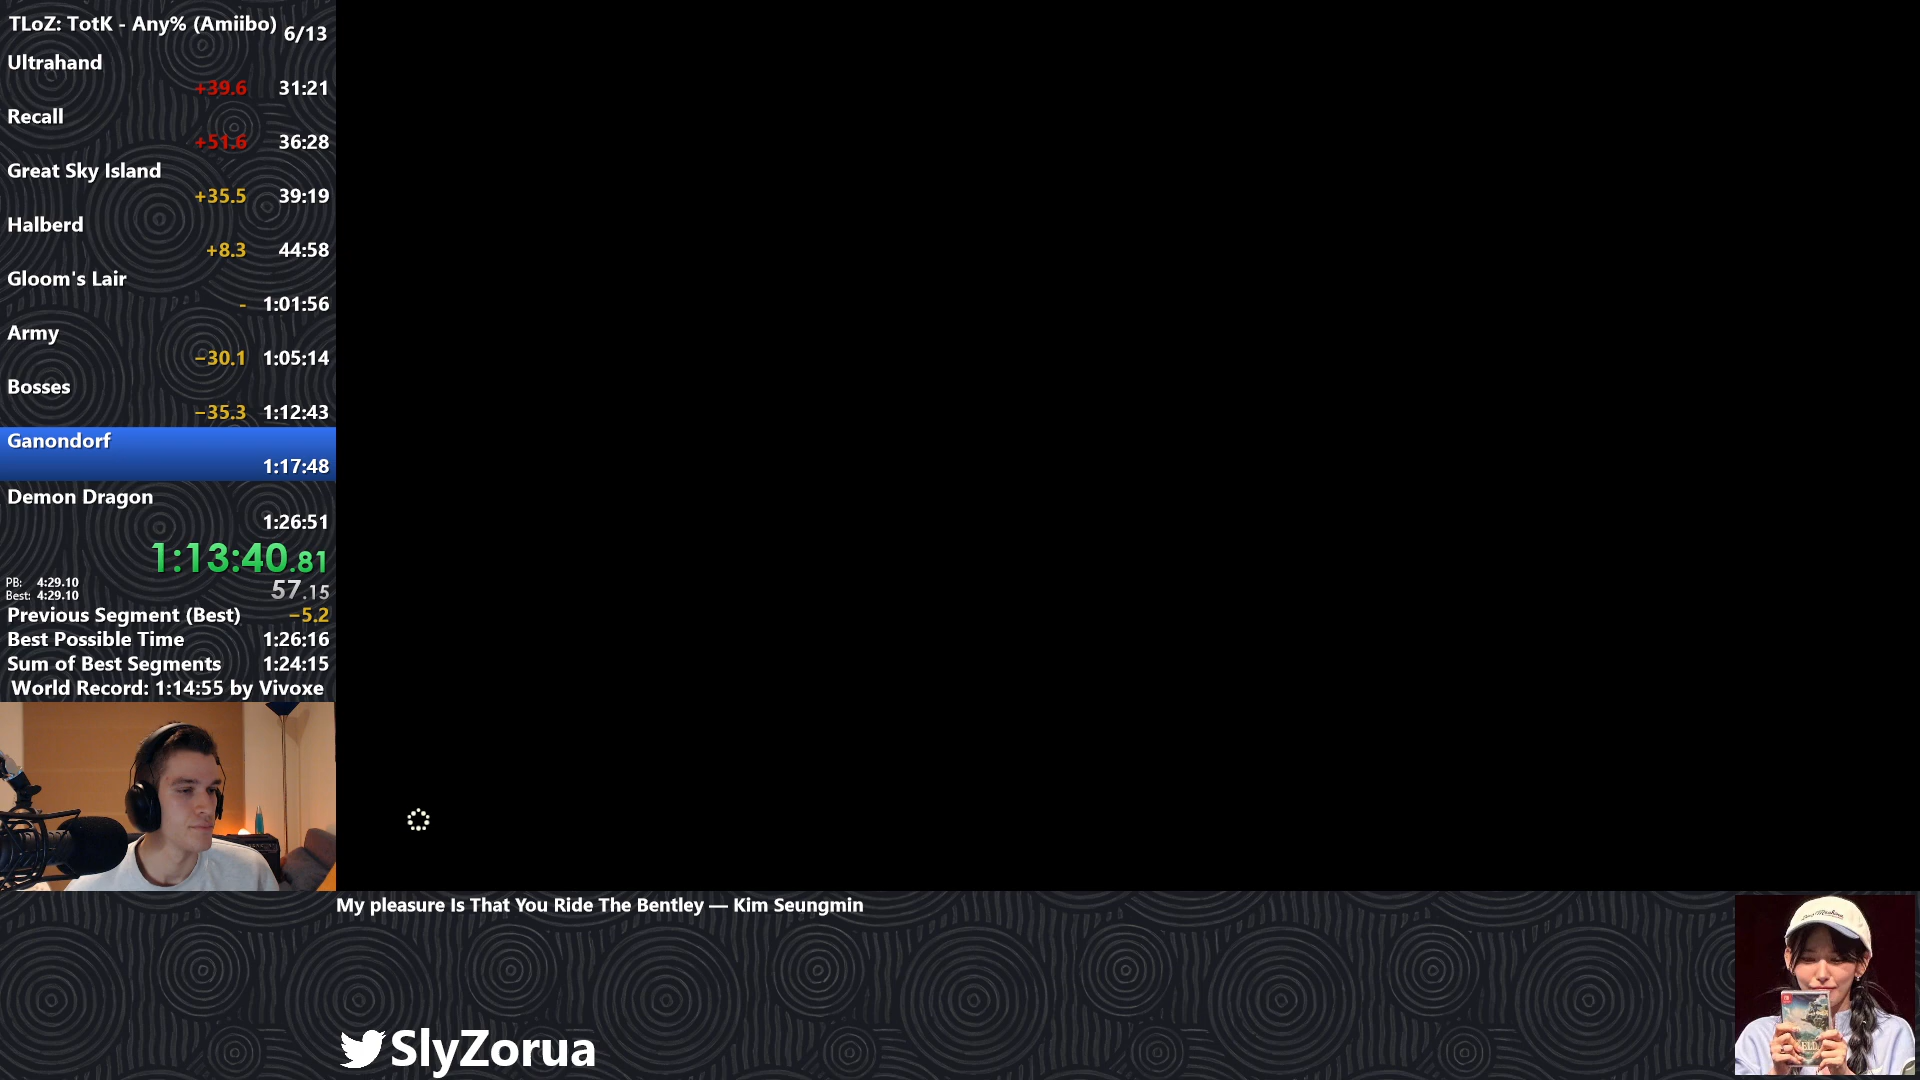 TLoZ: TotK - Any% (Amiibo) 6/13
Ultrahand
+39.6 31:21
Recall
+51.6 36:28
Great Sky Island
+35.5 39:19
Halberd
+8.3 44:58
Gloom's Lair
- 1:01:56
Army
−30.1 1:05:14
Bosses
−35.3 1:12:43
Ganondorf
1:17:48
Demon Dragon
1:26:51
1:13:40.81
PB: 4:29.10
57.15
Best: 4:29.10
Previous Segment (Best) −5.2
Best Possible Time 1:26:16
Sum of Best Segments 1:24:15
World Record: 1:14:55 by Vivoxe
My pleasure Is That You Ride The Bentley — Kim Seungmin
SlyZorua